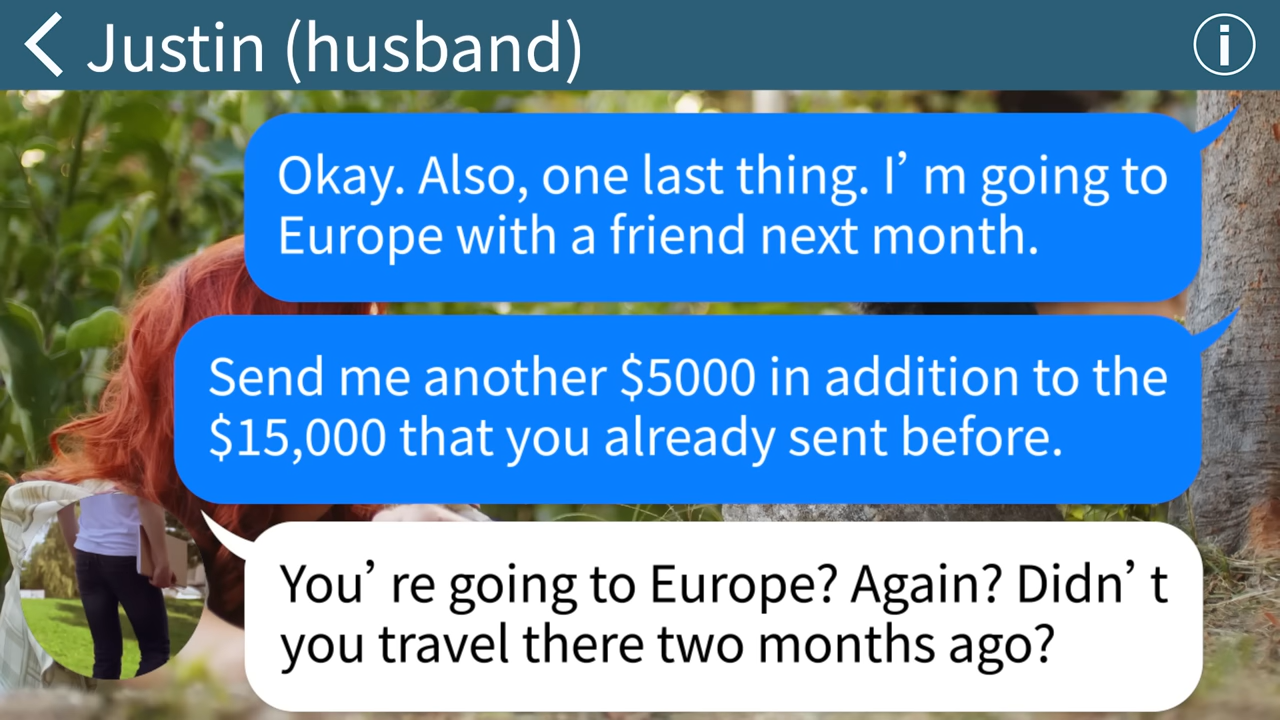 Justin (husband)
Okay. Also, one last thing. I’m going to
Europe with a friend next month.
Send me another $5000 in addition to the
$15,000 that you already sent before.
You’re going to Europe? Again? Didn’t
you travel there two months ago?